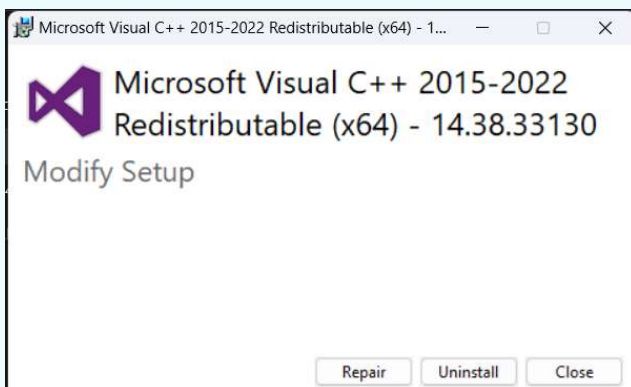 Microsoft Visual C++ 2015-2022 Redistributable (x64) - 1...
Microsoft Visual C++ 2015-2022
Redistributable (x64) - 14.38.33130
Modify Setup
Repair Uninstall Close